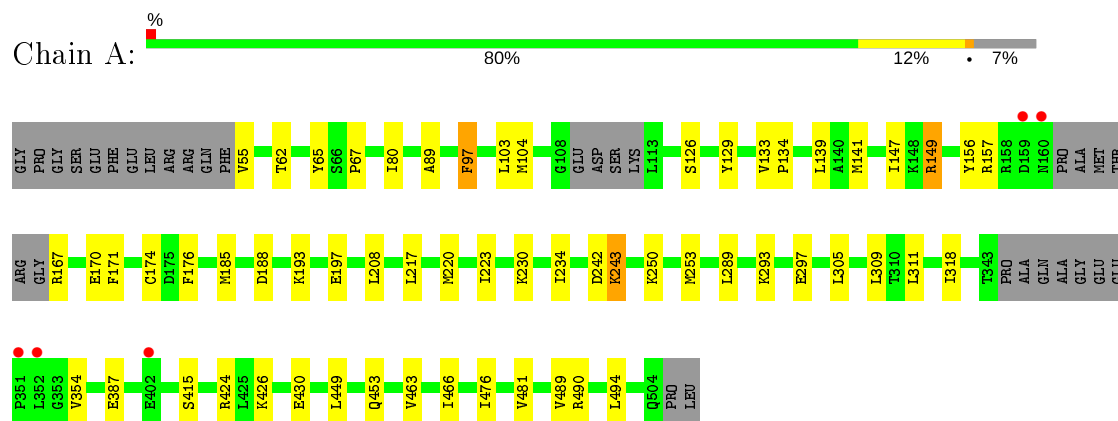 %
Chain A:
80% 12% • 7%
GLY PRO GLY SER GLU PHE GLU LEU ARG ARG GLN PHE V55 T62 Y65 S66 P67 I80 A89 F97 L103 M104 G108 GLU ASP SER LYS L113 S126 Y129 V133 P134 L139 A140 M141 I147 K148 R149 Y156 R157 R158 D159 N160 PRO ALA MET THR
ARG GLY R167 E170 F171 C174 D175 F176 M185 D188 K193 E197 L208 L217 M220 I223 K230 I234 D242 K243 K250 M253 L289 K293 E297 L305 L309 T310 L311 I318 T343 PRO ALA GLN ALA GLY GLU GLU
P351 L352 G353 V354 E387 E402 S415 R424 L425 K426 E430 L449 Q453 V463 I466 I476 V481 V489 R490 L494 Q504 PRO LEU